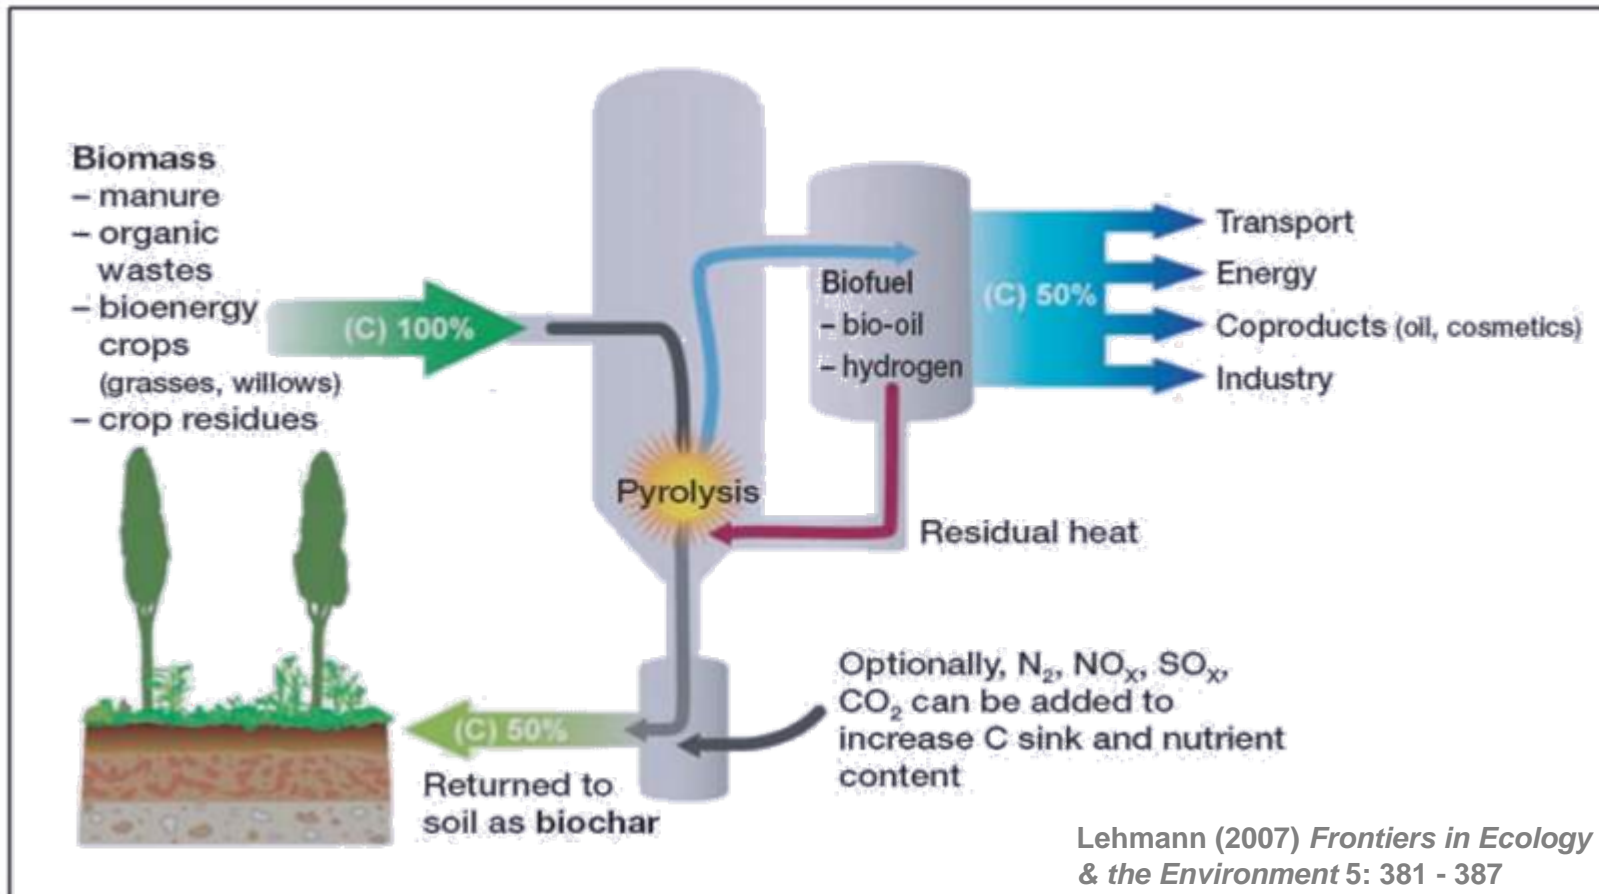 Biomass
– manure
– organic
wastes
– bioenergy
crops
(grasses, willows)
– crop residues
(C) 100%
Pyrolysis
Biofuel
– bio-oil
– hydrogen
(C) 50%
Transport
Energy
Coproducts (oil, cosmetics)
Industry
Residual heat
Optionally, N₂, NOₓ, SOₓ,
CO₂ can be added to
increase C sink and nutrient
content
(C) 50%
Returned to
soil as biochar
Lehmann (2007) Frontiers in Ecology
& the Environment 5: 381 - 387